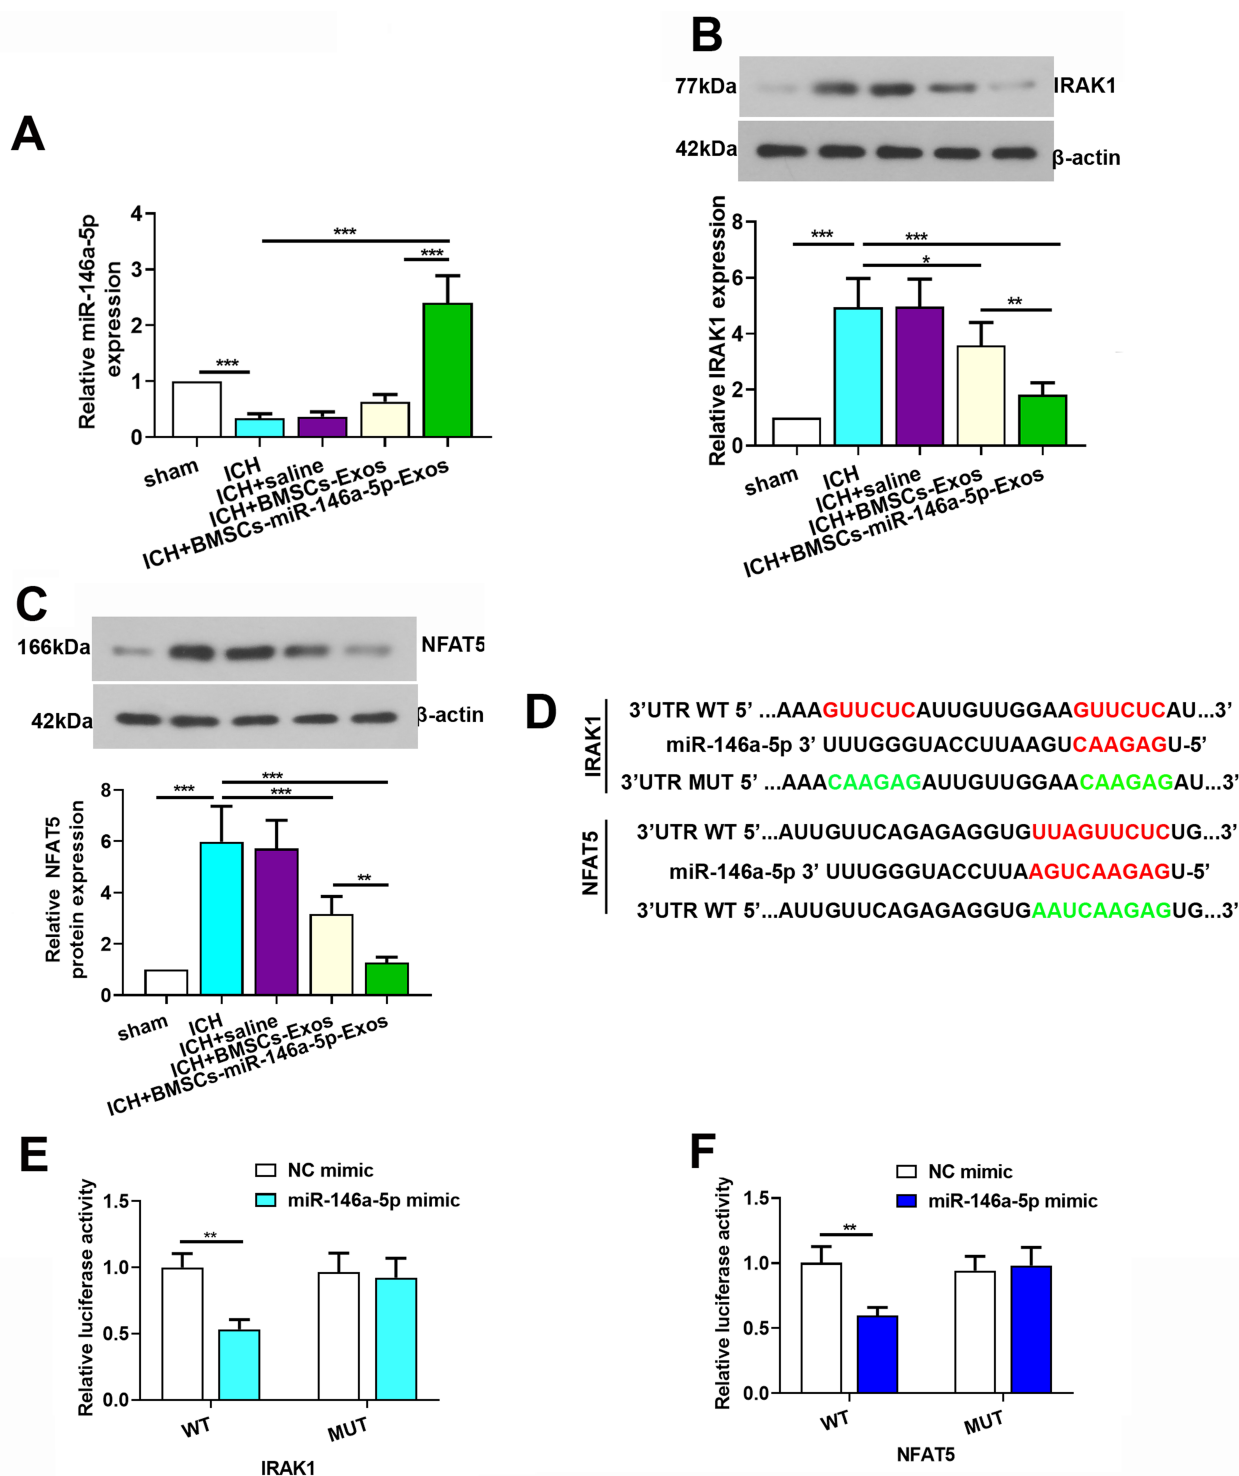 A
Relative miR-146a-5p
expression
4
3
2
1
0
***
***
***
sham
ICH
ICH+saline
ICH+BMSCs-Exos
ICH+BMSCs-miR-146a-5p-Exos
B
77kDa
IRAK1
42kDa
β-actin
Relative IRAK1 expression
8
6
4
2
0
***
***
*
**
sham
ICH
ICH+saline
ICH+BMSCs-Exos
ICH+BMSCs-miR-146a-5p-Exos
C
166kDa
NFAT5
42kDa
β-actin
Relative NFAT5
protein expression
8
6
4
2
0
***
***
***
**
sham
ICH
ICH+saline
ICH+BMSCs-Exos
ICH+BMSCs-miR-146a-5p-Exos
D
IRAK1
3’UTR WT 5’ ...AAAGUUCUCAUUGUUGGAAGUUCUCAU...3’
miR-146a-5p 3’ UUUGGGUACCUUAAGUCAAGAGU-5’
3’UTR MUT 5’ ...AAACAAGAGAUUGUUGGAACAAGAGAU...3’
NFAT5
3’UTR WT 5’...AUUGUUCAGAGAGGUGUUAGUUCUCUG...3’
miR-146a-5p 3’ UUUGGGUACCUUAAGUCAAGAGU-5’
3’UTR WT 5’...AUUGUUCAGAGAGGUGAAUCAAGAGUG...3’
E
NC mimic
miR-146a-5p mimic
Relative luciferase activity
1.5
1.0
0.5
0.0
**
WT
MUT
IRAK1
F
NC mimic
miR-146a-5p mimic
Relative luciferase activity
1.5
1.0
0.5
0.0
**
WT
MUT
NFAT5